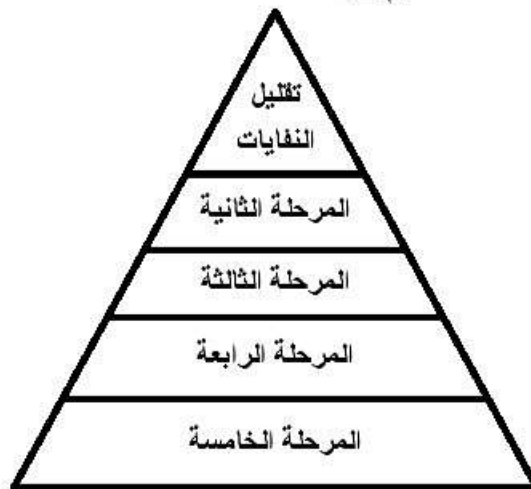 تقليل
النفايات
المرحلة الثانية
المرحلة الثالثة
المرحلة الرابعة
المرحلة الخامسة